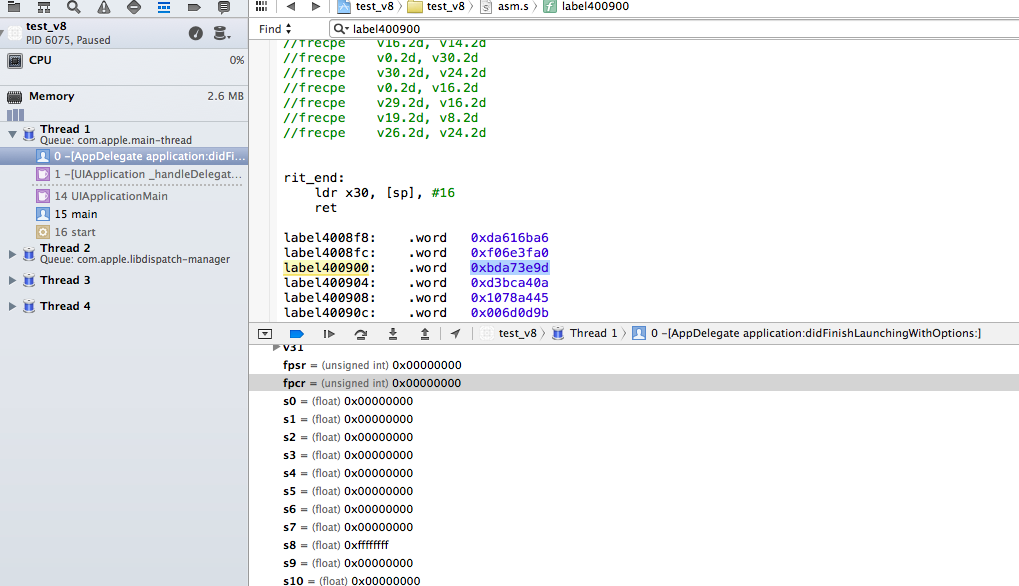 test_v8 〉 test_v8 〉 asm.s 〉 label400900
test_v8
PID 6075, Paused
CPU 0%
Memory 2.6 MB
Thread 1
Queue: com.apple.main-thread
0 -[AppDelegate application:didFi...
1 -[UIApplication _handleDelegat...
14 UIApplicationMain
15 main
16 start
Thread 2
Queue: com.apple.libdispatch-manager
Thread 3
Thread 4
Find label400900
//frecpe v16.2d, v14.2d
//frecpe v0.2d, v30.2d
//frecpe v30.2d, v24.2d
//frecpe v0.2d, v16.2d
//frecpe v29.2d, v16.2d
//frecpe v19.2d, v8.2d
//frecpe v26.2d, v24.2d
rit_end:
ldr x30, [sp], #16
ret
label4008f8: .word 0xda616ba6
label4008fc: .word 0xf06e3fa0
label400900: .word 0xbda73e9d
label400904: .word 0xd3bca40a
label400908: .word 0x1078a445
label40090c: .word 0x006d0d9b
test_v8 〉 Thread 1 〉 0 -[AppDelegate application:didFinishLaunchingWithOptions:]
v31
fpsr = (unsigned int) 0x00000000
fpcr = (unsigned int) 0x00000000
s0 = (float) 0x00000000
s1 = (float) 0x00000000
s2 = (float) 0x00000000
s3 = (float) 0x00000000
s4 = (float) 0x00000000
s5 = (float) 0x00000000
s6 = (float) 0x00000000
s7 = (float) 0x00000000
s8 = (float) 0xffffffff
s9 = (float) 0x00000000
s10 = (float) 0x00000000